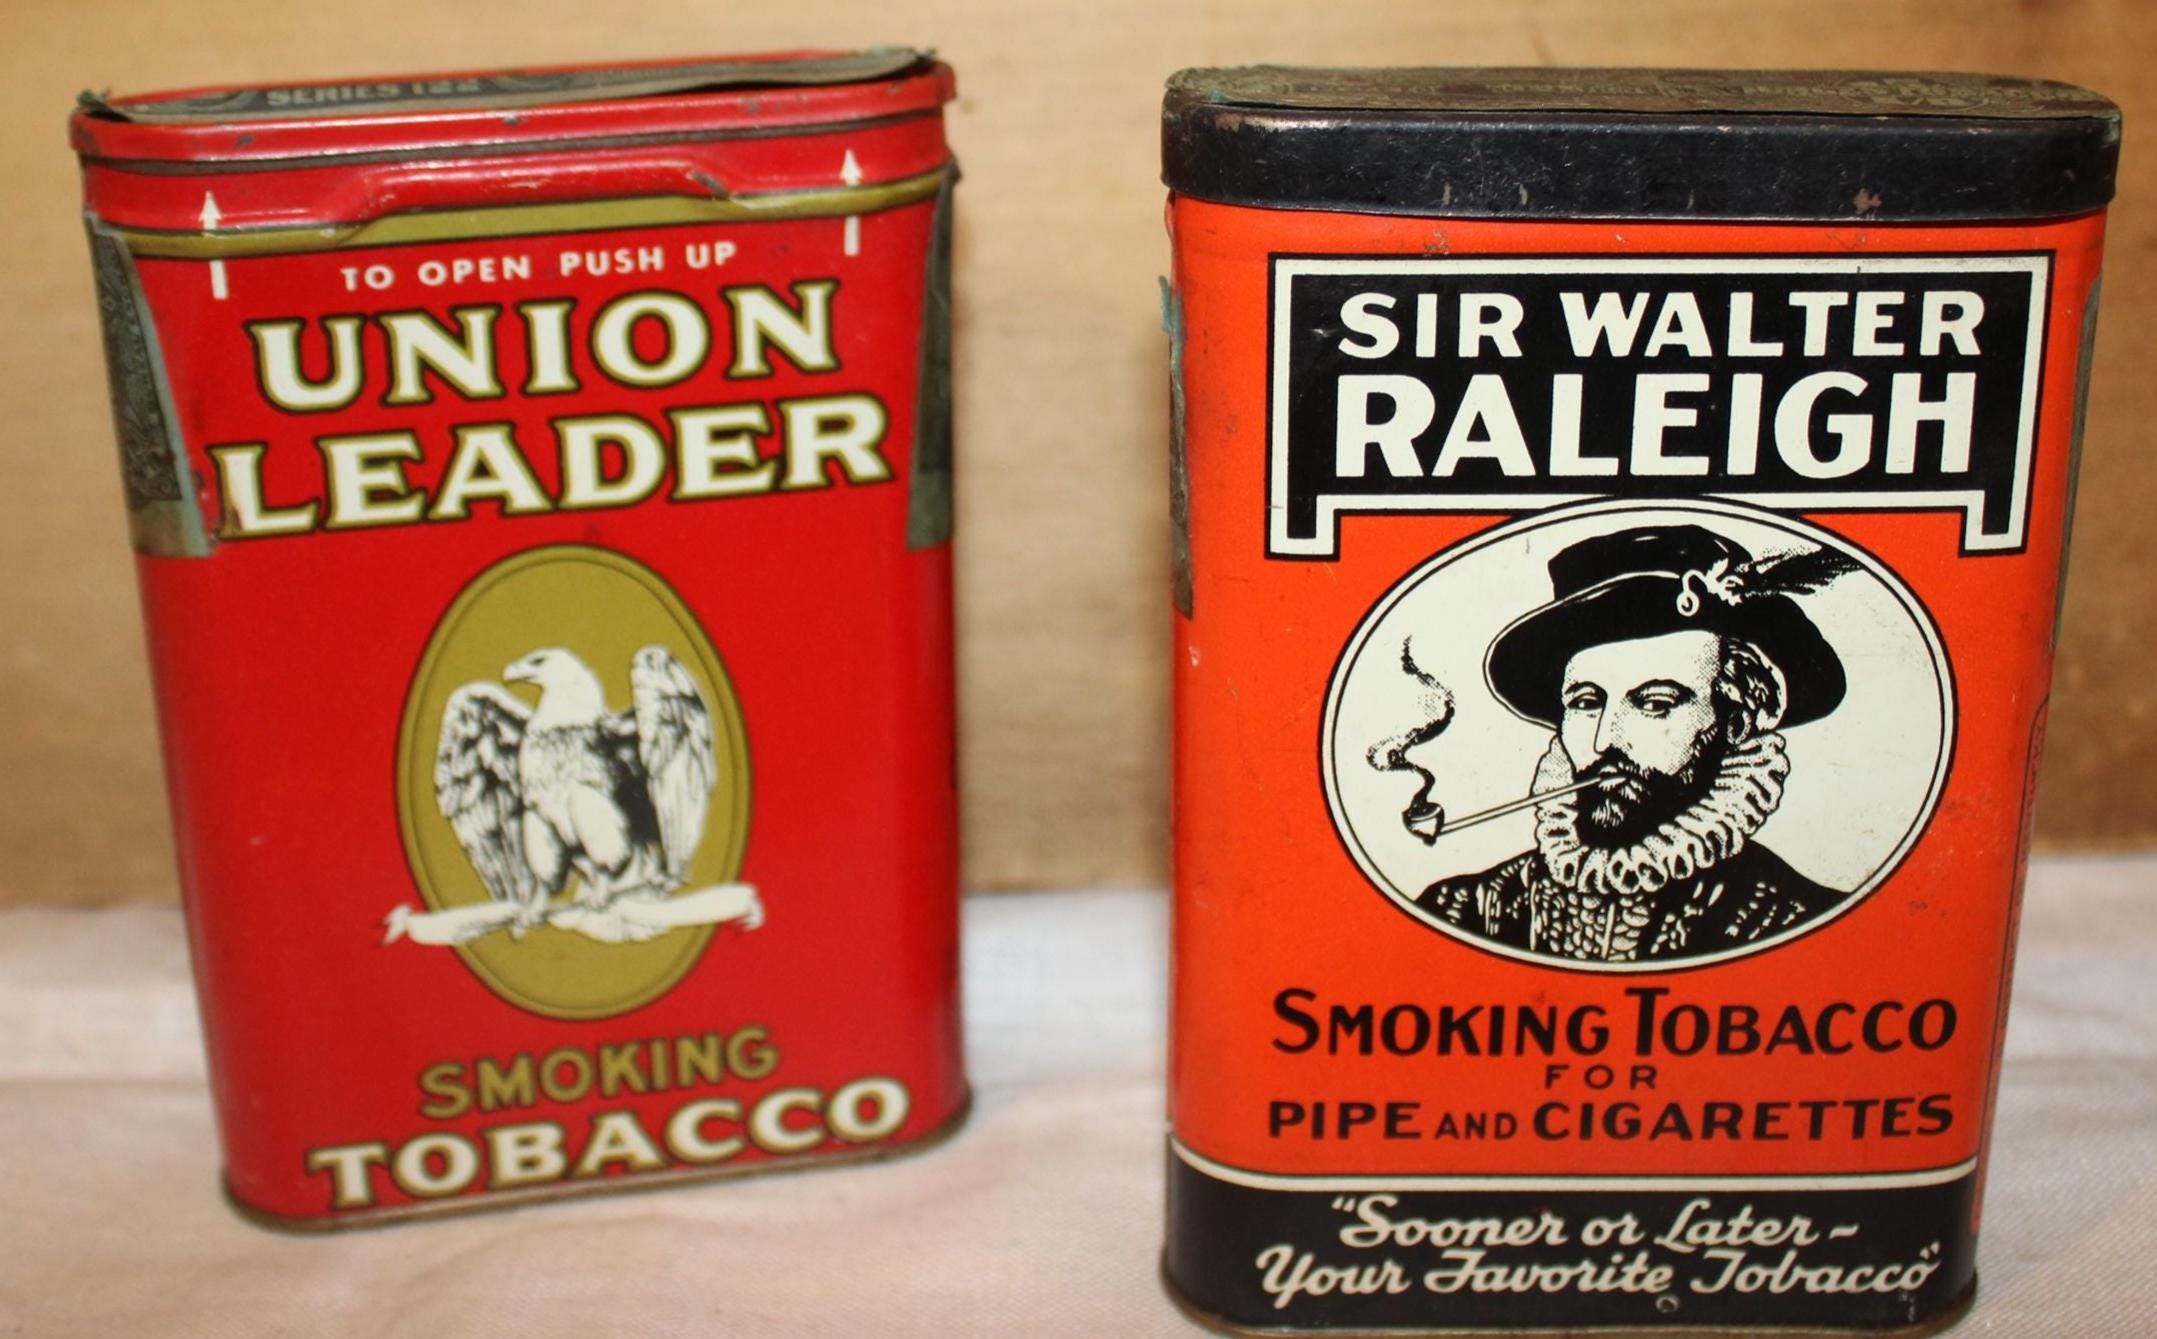 SERIES 122
TO OPEN PUSH UP
UNION
LEADER
SMOKING
TOBACCO
SIR WALTER
RALEIGH
SMOKING TOBACCO
FOR
PIPE AND CIGARETTES
"Sooner or Later-
Your Favorite Tobacco"